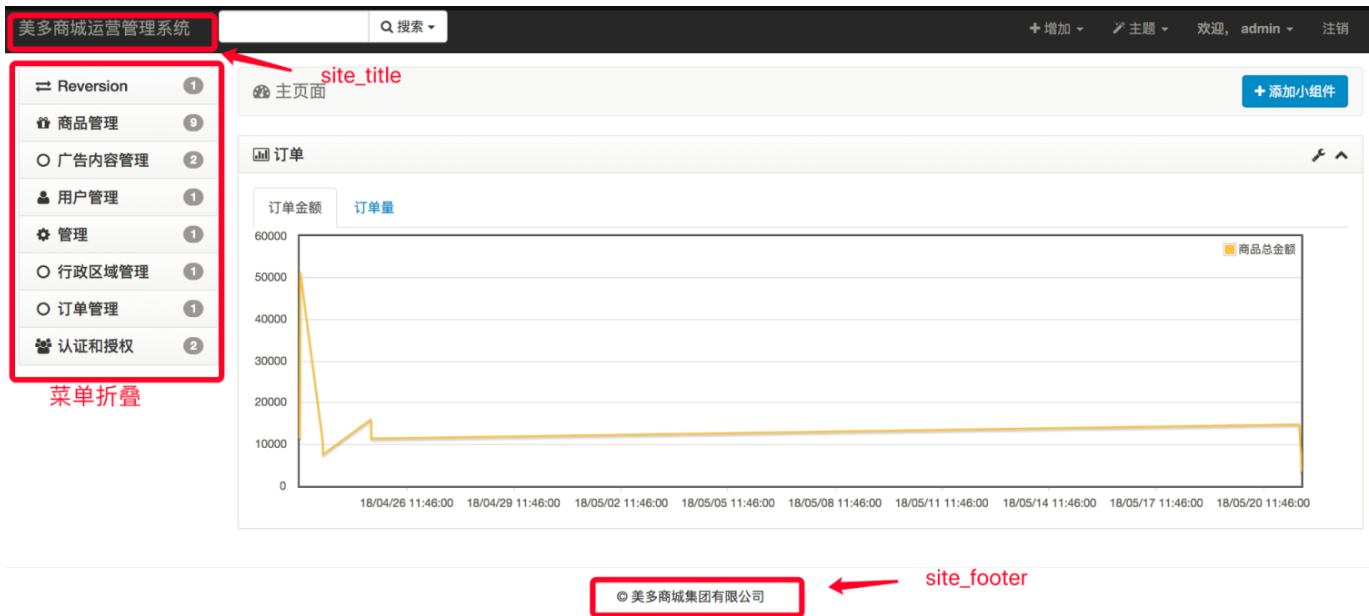 美多商城运营管理系统 搜索 增加 主题 欢迎, admin 注销
site_title
Reversion 1
商品管理 9
广告内容管理 2
用户管理 1
管理 1
行政区域管理 1
订单管理 1
认证和授权 2
菜单折叠
主页面 添加小组件
订单
订单金额 订单量
商品总金额
60000
50000
40000
30000
20000
10000
0
18/04/26 11:46:00 18/04/29 11:46:00 18/05/02 11:46:00 18/05/05 11:46:00 18/05/08 11:46:00 18/05/11 11:46:00 18/05/14 11:46:00 18/05/17 11:46:00 18/05/20 11:46:00
site_footer
© 美多商城集团有限公司